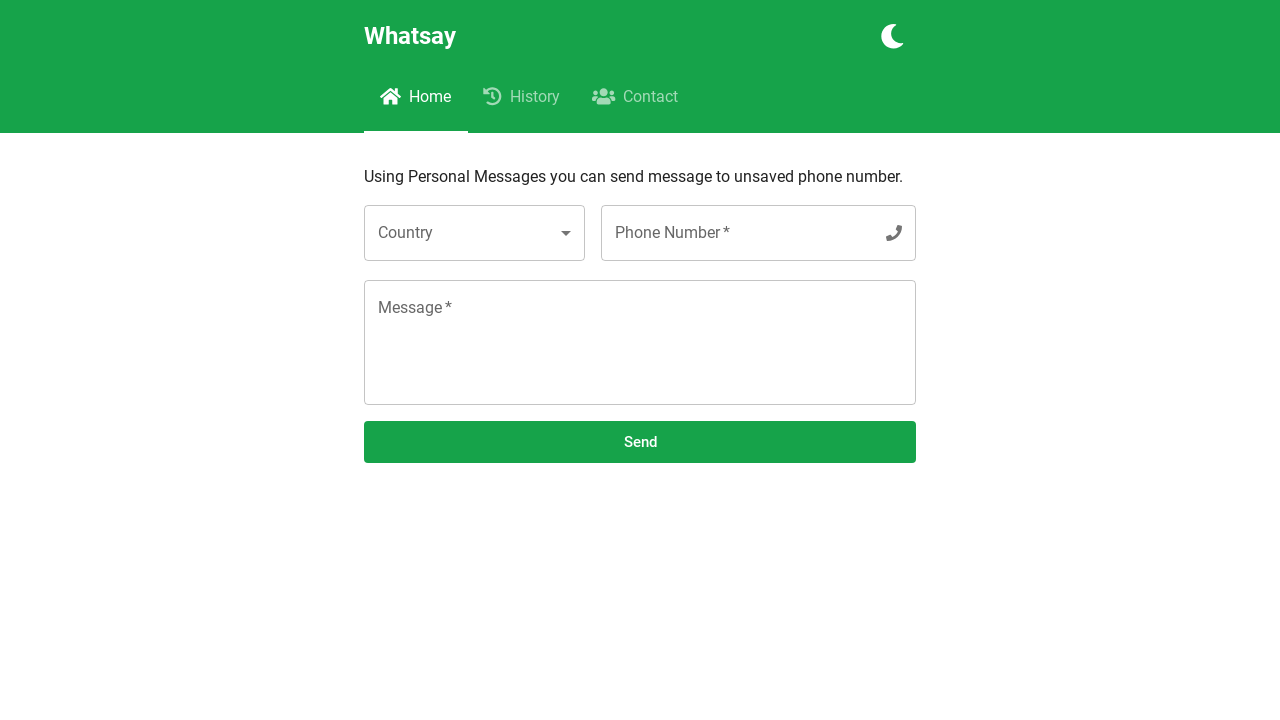 Whatsay
Home
History
Contact
Using Personal Messages you can send message to unsaved phone number.
Country
Phone Number *
Message *
Send